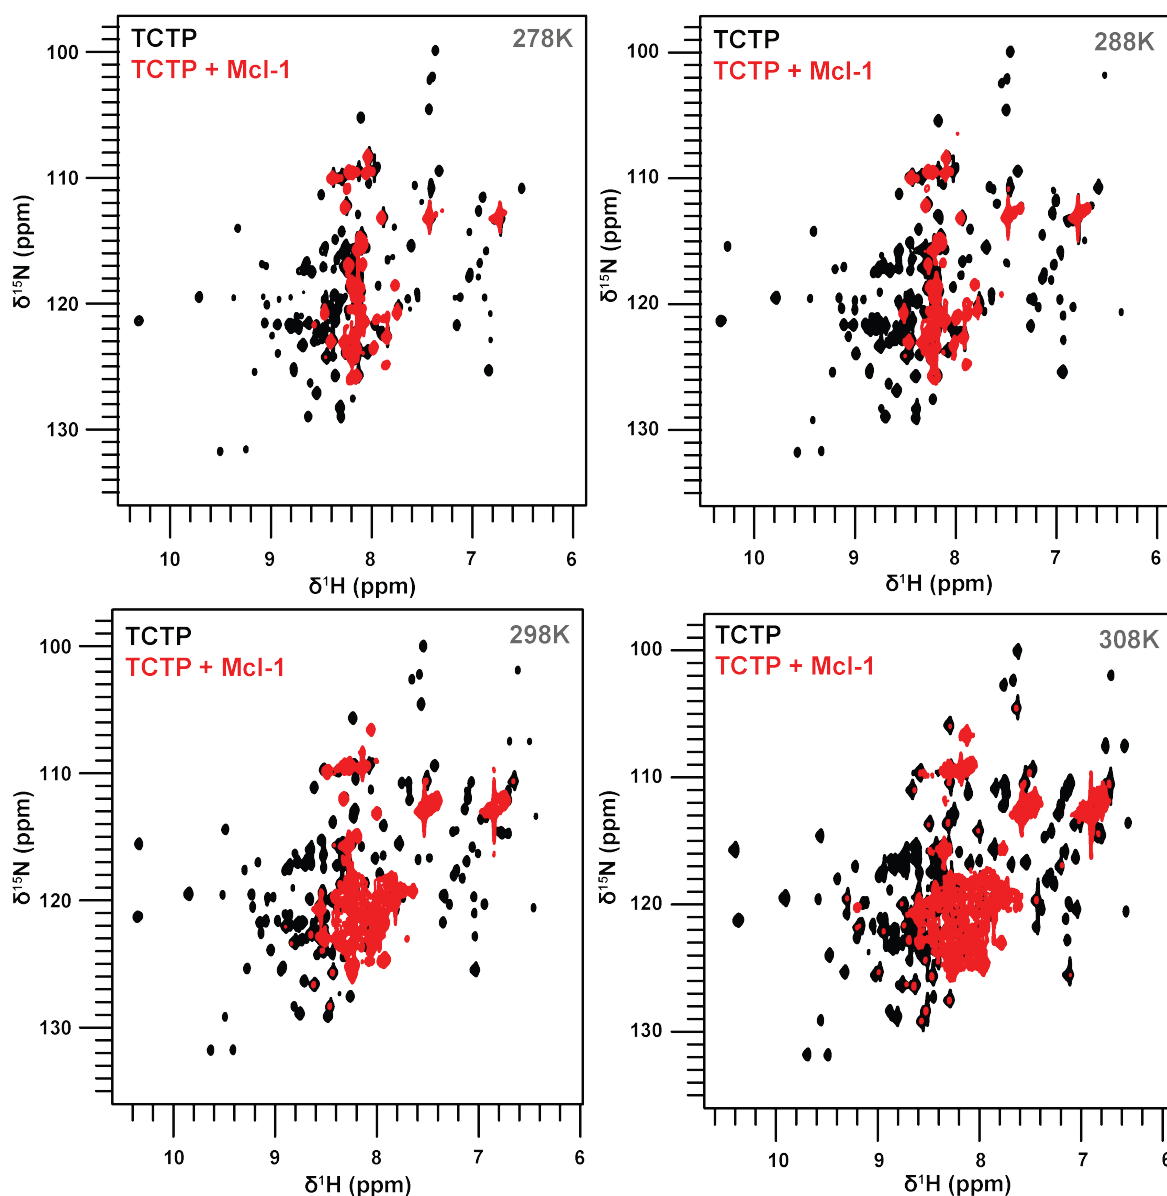 TCTP
278K
TCTP + Mcl-1
100
110
120
130
δ¹⁵N (ppm)
10
9
8
7
6
δ¹H (ppm)
TCTP
288K
TCTP + Mcl-1
100
110
120
130
δ¹⁵N (ppm)
10
9
8
7
6
δ¹H (ppm)
TCTP
298K
TCTP + Mcl-1
100
110
120
130
δ¹⁵N (ppm)
10
9
8
7
6
δ¹H (ppm)
TCTP
308K
TCTP + Mcl-1
100
110
120
130
δ¹⁵N (ppm)
10
9
8
7
6
δ¹H (ppm)